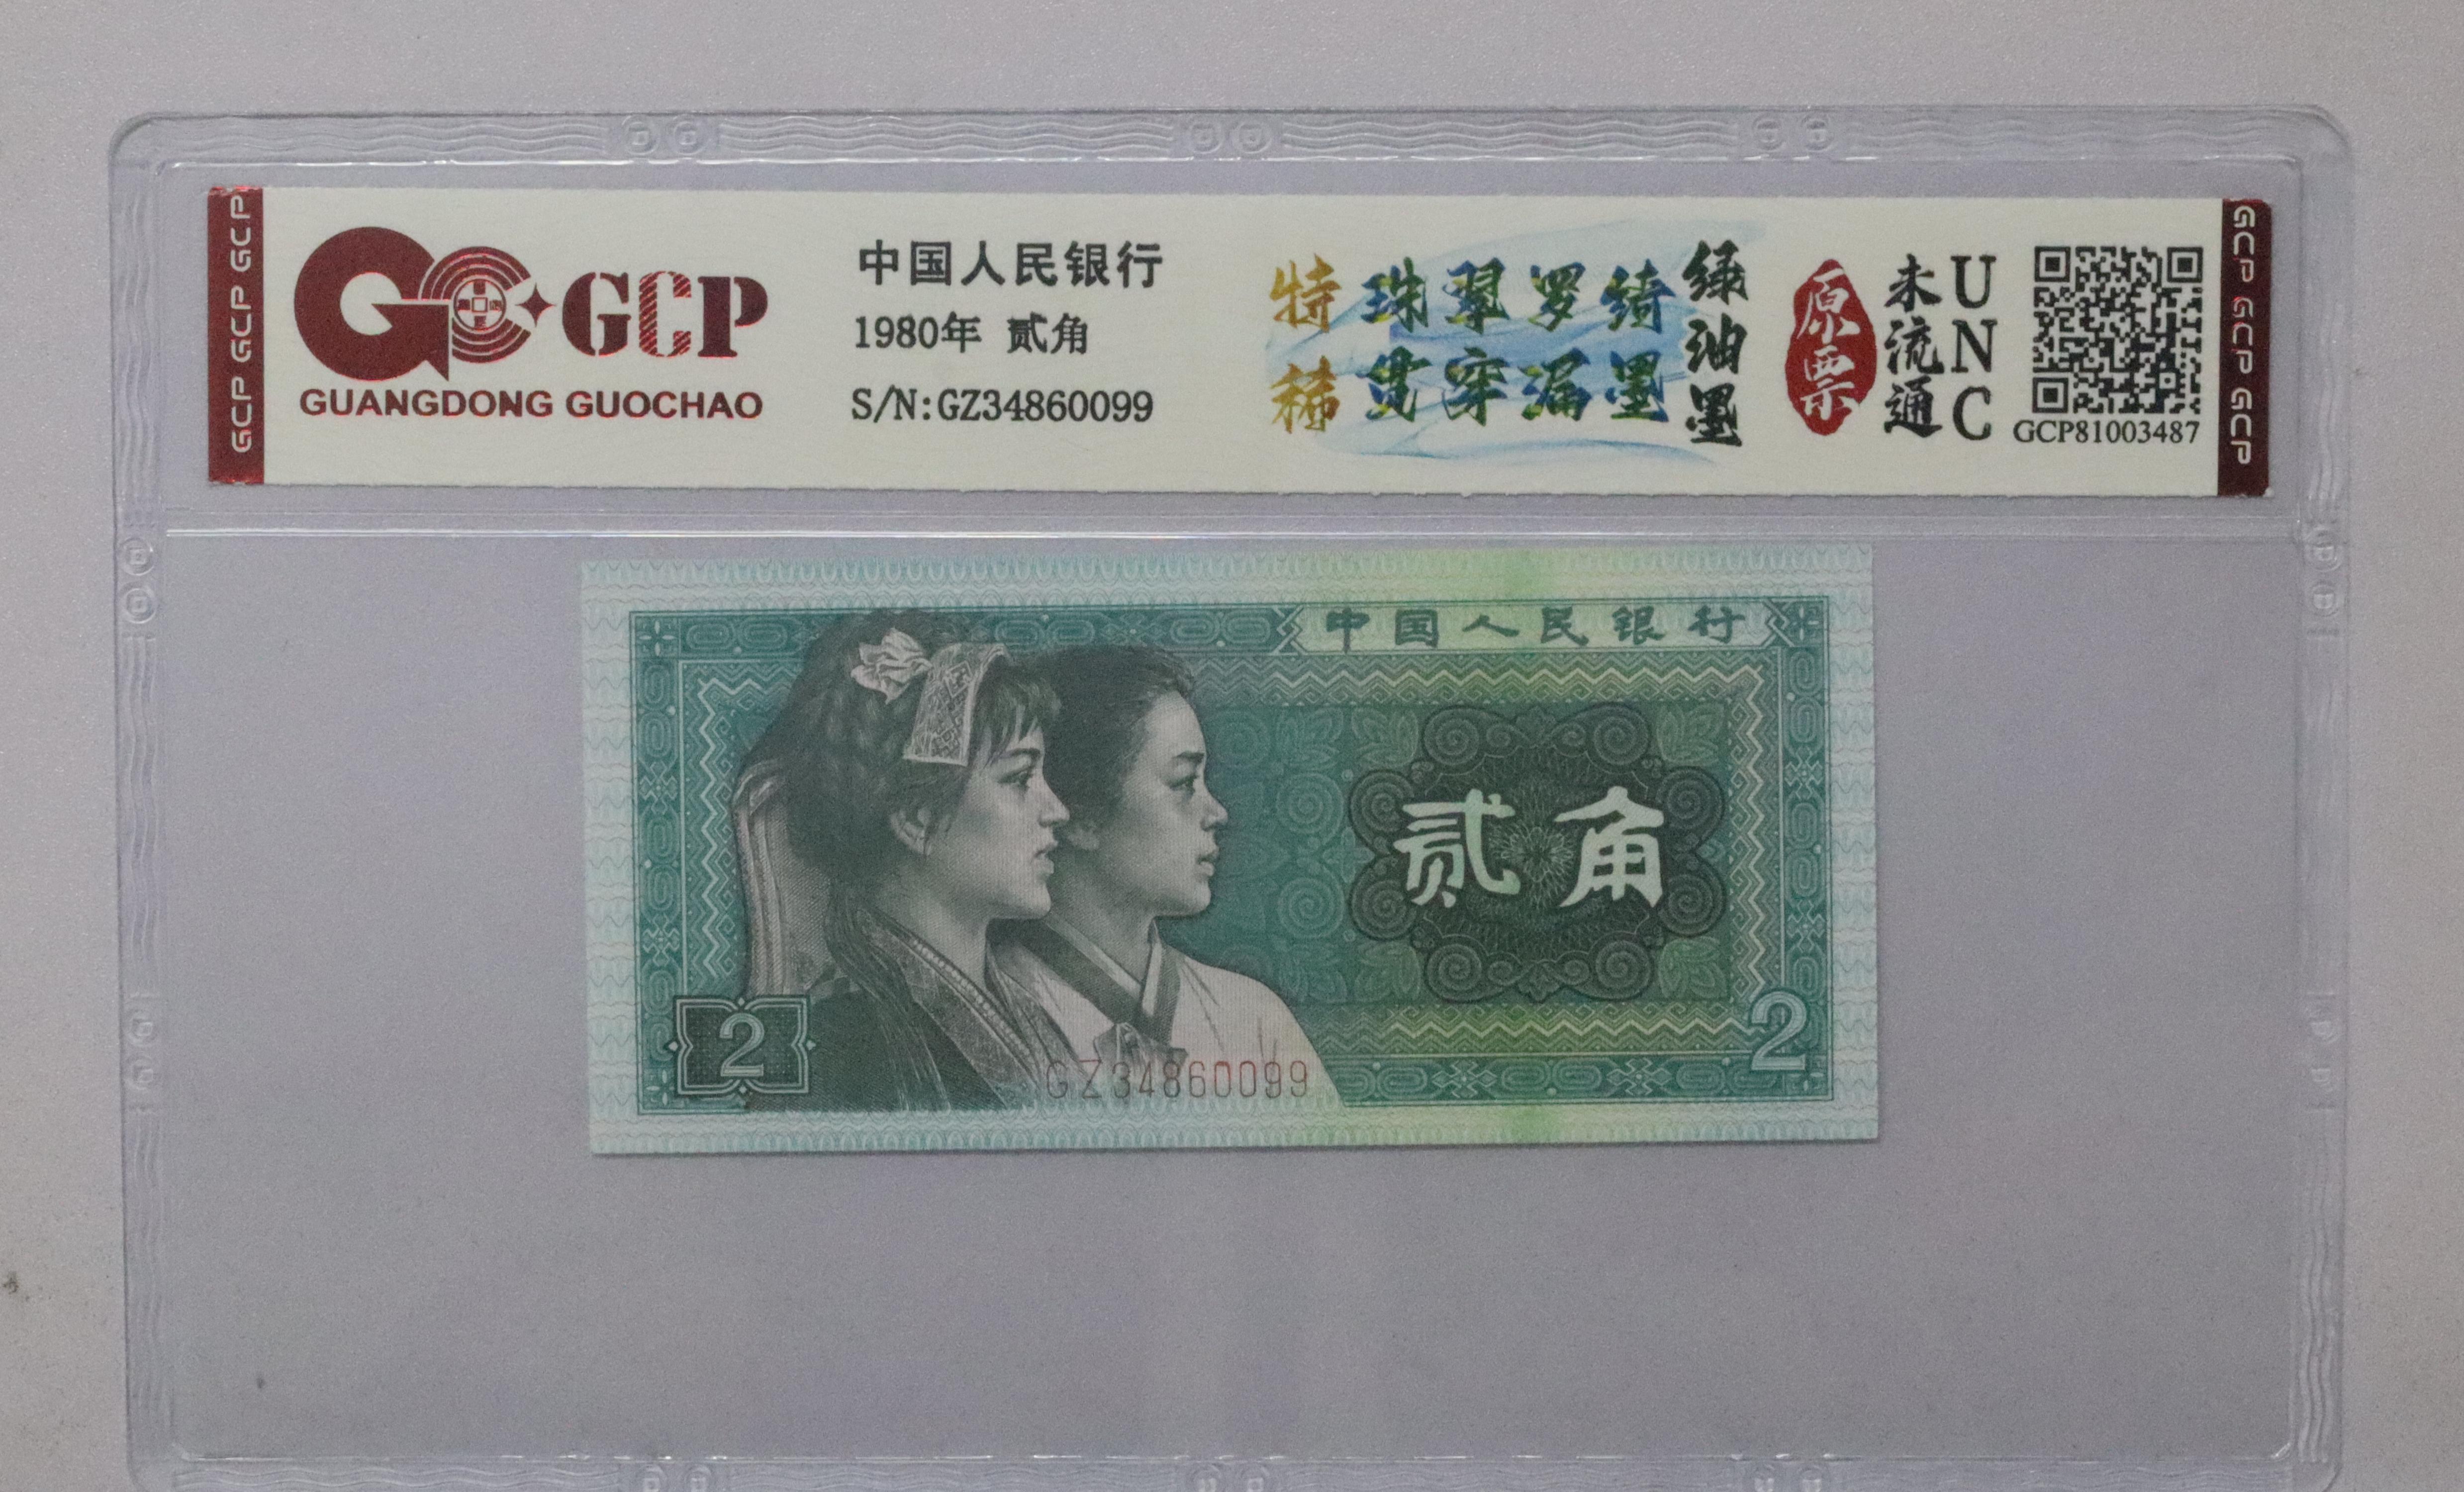 GCP GCP GCP
GCP
GUANGDONG GUOCHAO
中国人民银行
1980年 贰角
S/N:GZ34860099
特稀
珠翠罗绮
贯穿漏墨
绿油墨
原票
未流通
UNC
GCP81003487
GCP GCP GCP
中国人民银行
贰角
2
2
GZ34860099